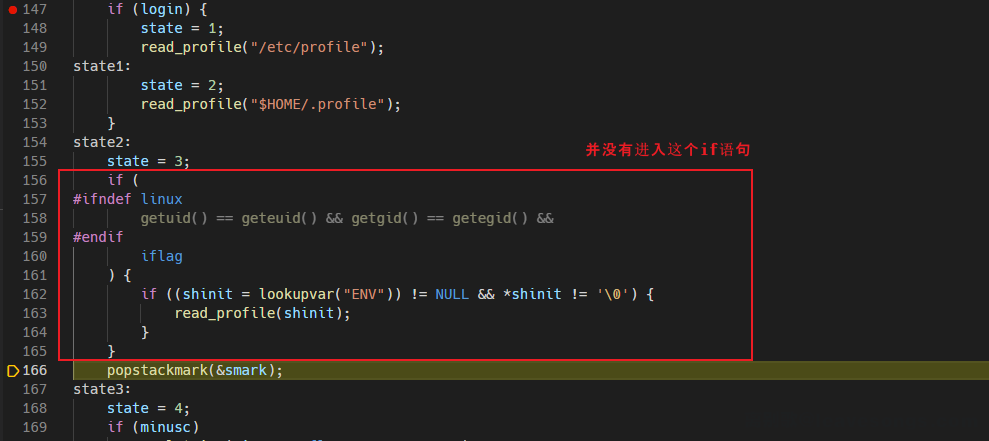 147 if (login) {
148 state = 1;
149 read_profile("/etc/profile");
150 state1:
151 state = 2;
152 read_profile("$HOME/.profile");
153 }
154 state2:
并没有进入这个if语句
155 state = 3;
156 if (
157 #ifndef linux
158 getuid() == geteuid() && getgid() == getegid() &&
159 #endif
160 iflag
161 ) {
162 if ((shinit = lookupvar("ENV")) != NULL && *shinit != '\0') {
163 read_profile(shinit);
164 }
165 }
166 popstackmark(&smark);
167 state3:
168 state = 4;
169 if (minusc)